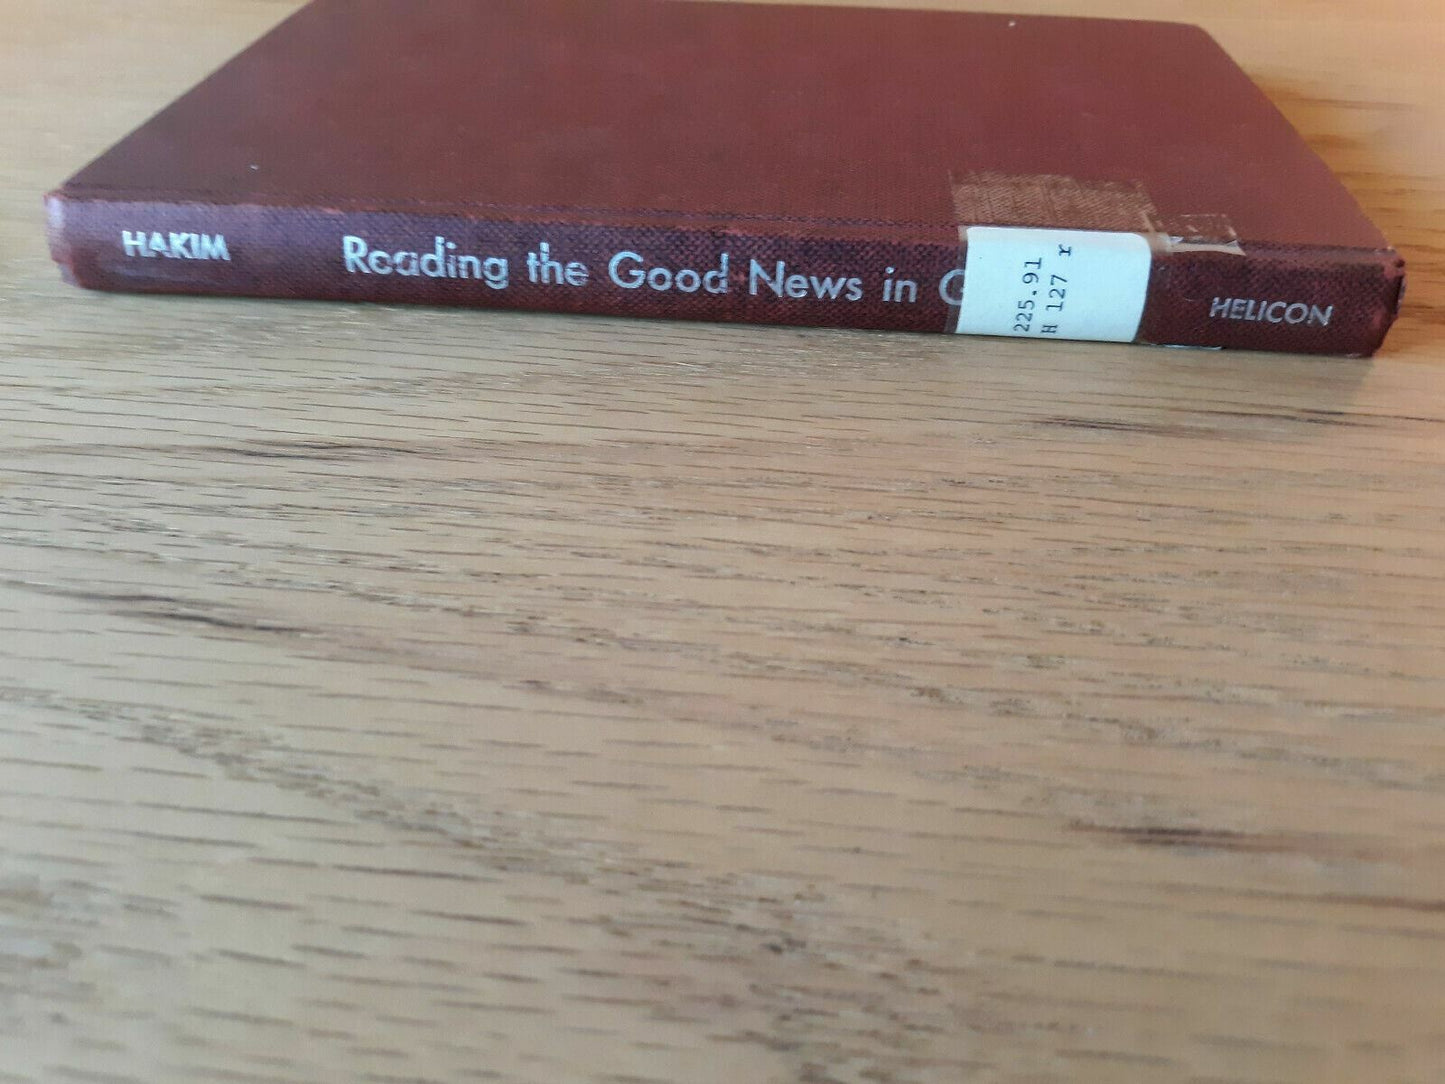 HAKIM
Reading the Good News in G
225.91
H 127 r
HELICON